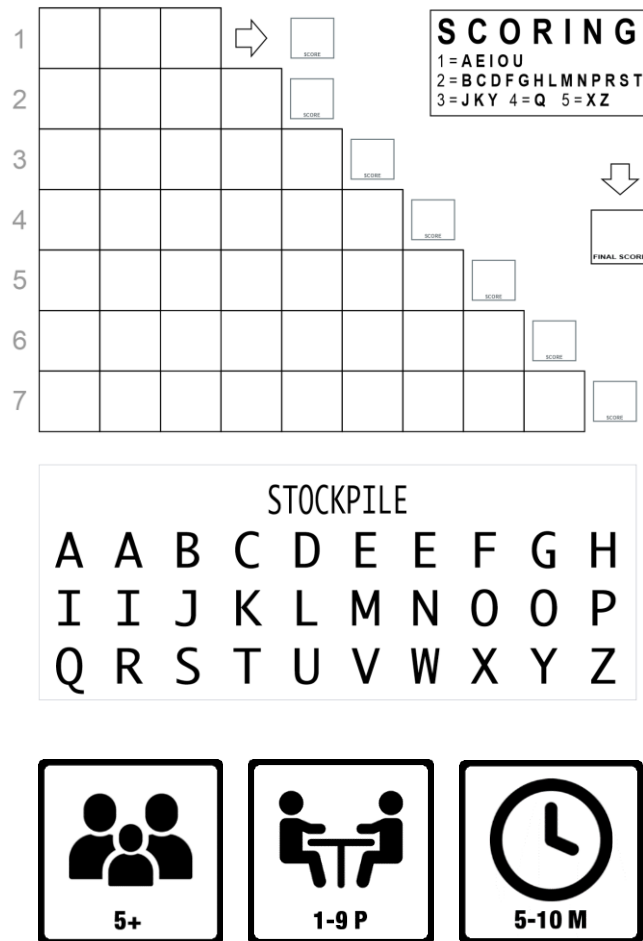 SCORING
1=AEIOU
2=BCDFGHLMNPRST
3=JKY 4=Q 5=XZ
1
SCORE
2
SCORE
3
SCORE
4
SCORE
FINAL SCORE
5
SCORE
6
SCORE
7
SCORE
STOCKPILE
A A B C D E E F G H
I I J K L M N O O P
Q R S T U V W X Y Z
5+
1-9 P
5-10 M